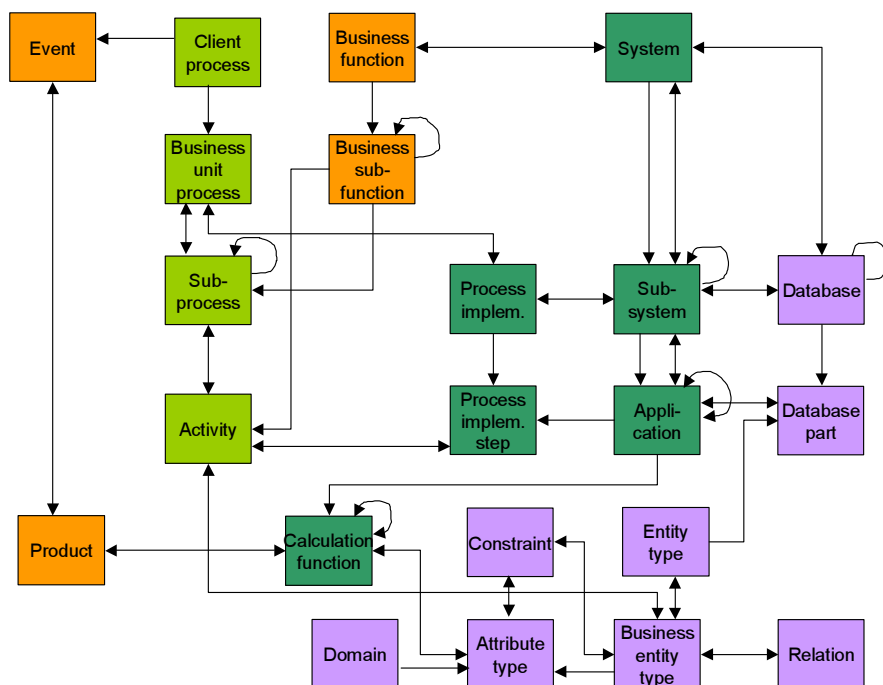 Event
Client
process
Business
function
System
Business
unit
process
Business
sub-
function
Sub-
process
Process
implem.
Sub-
system
Database
Activity
Process
implem.
step
Appli-
cation
Database
part
Product
Calculation
function
Constraint
Entity
type
Domain
Attribute
type
Business
entity
type
Relation